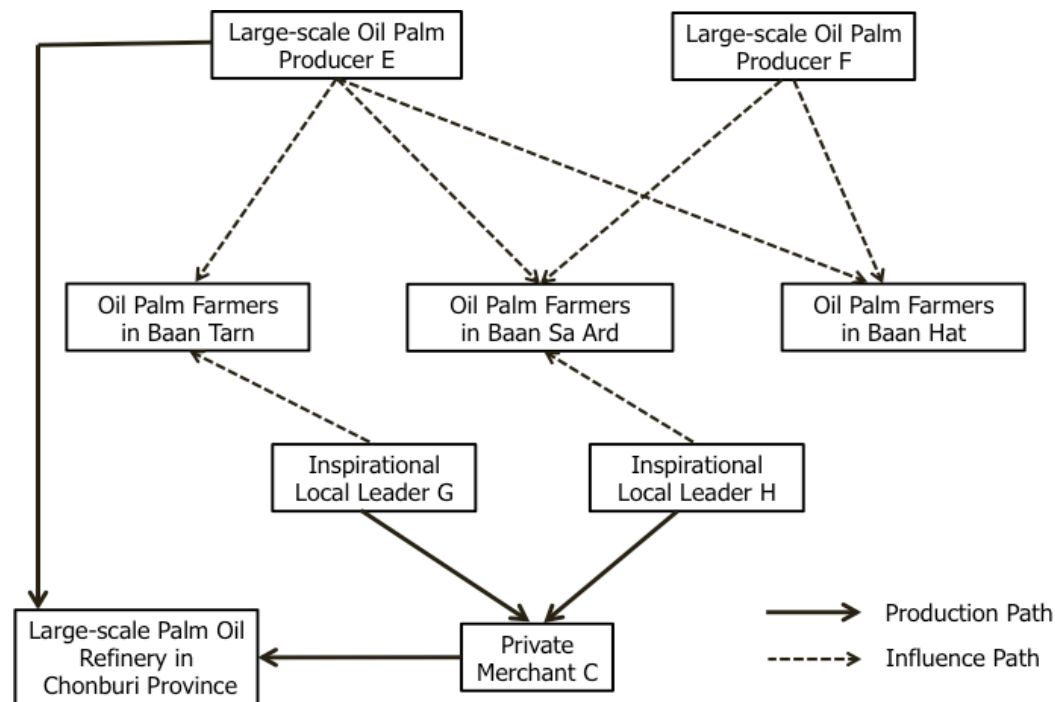 Large-scale Oil Palm
Producer E
Large-scale Oil Palm
Producer F
Oil Palm Farmers
in Baan Tarn
Oil Palm Farmers
in Baan Sa Ard
Oil Palm Farmers
in Baan Hat
Inspirational
Local Leader G
Inspirational
Local Leader H
Large-scale Palm Oil
Refinery in
Chonburi Province
Private
Merchant C
Production Path
Influence Path